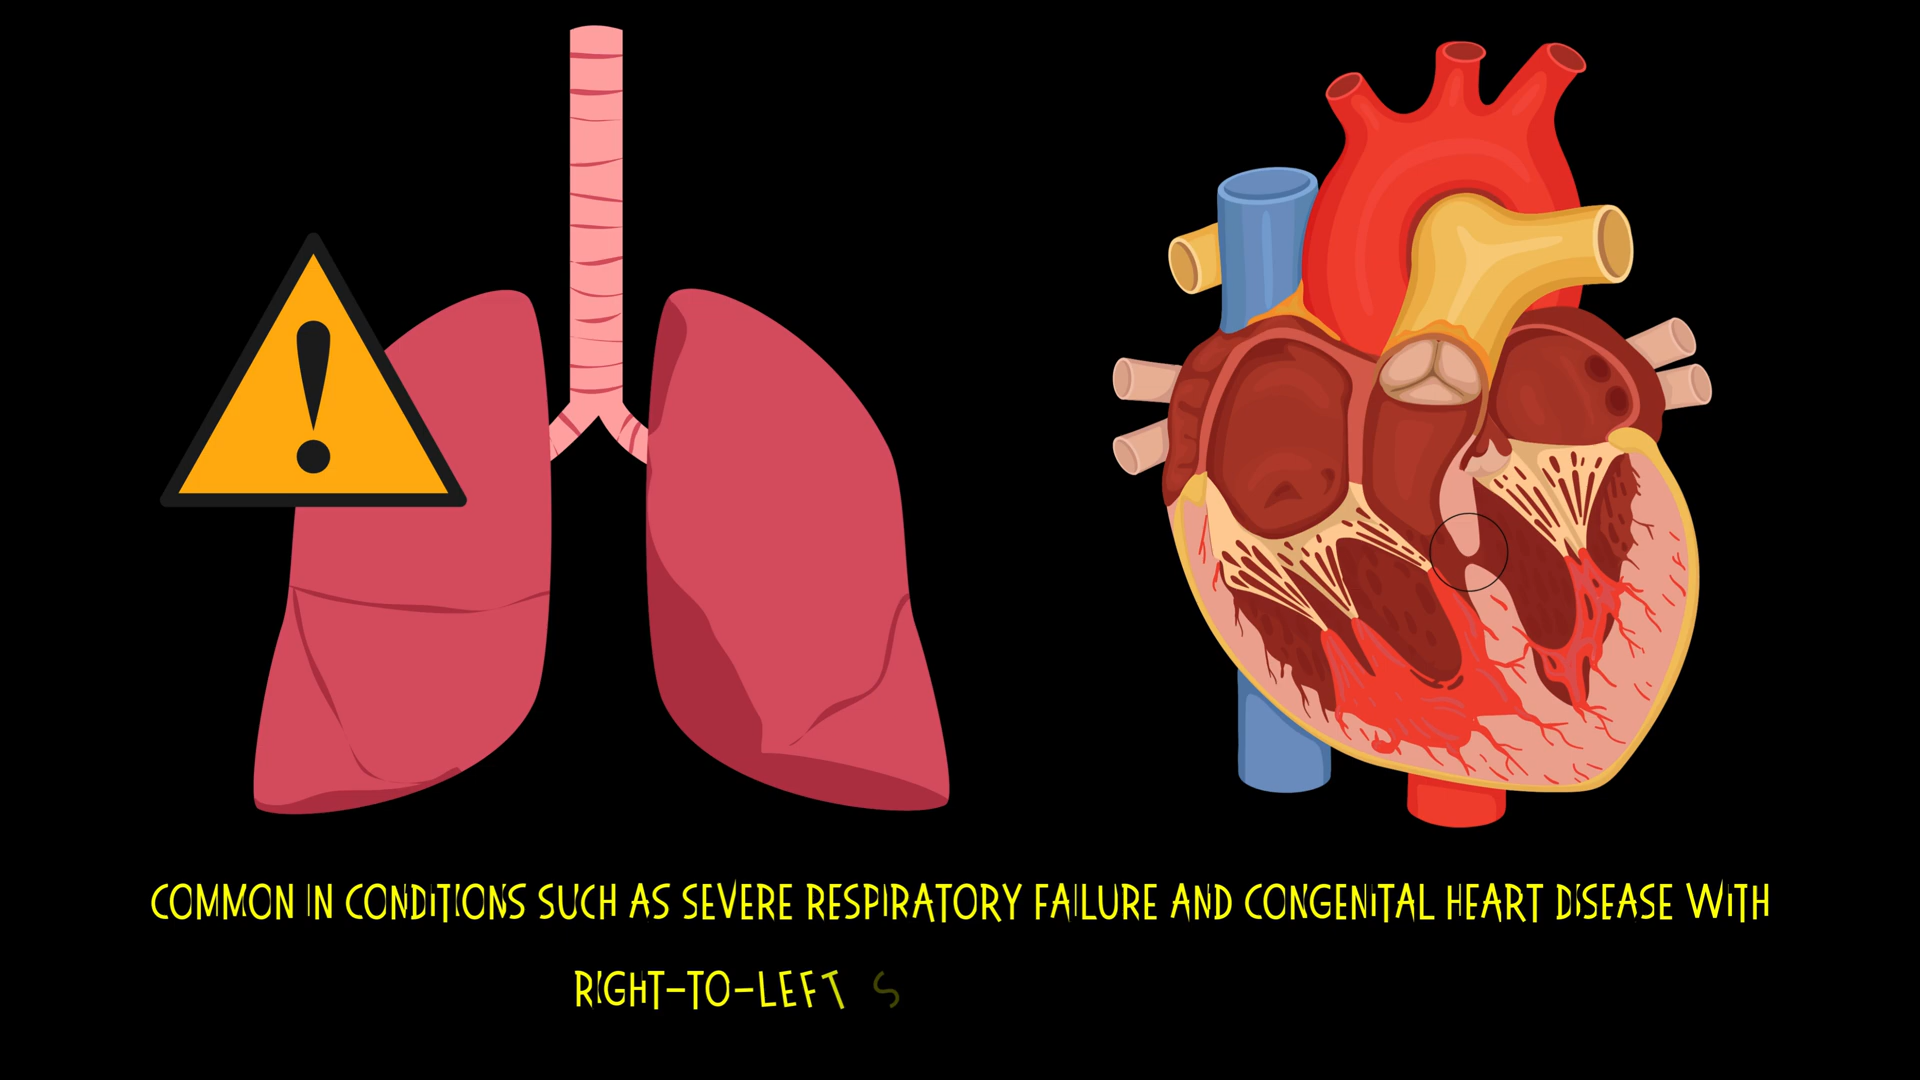 COMMON IN CONDITIONS SUCH AS SEVERE RESPIRATORY FAILURE AND CONGENITAL HEART DISEASE WITH
RIGHT-TO-LEFT S